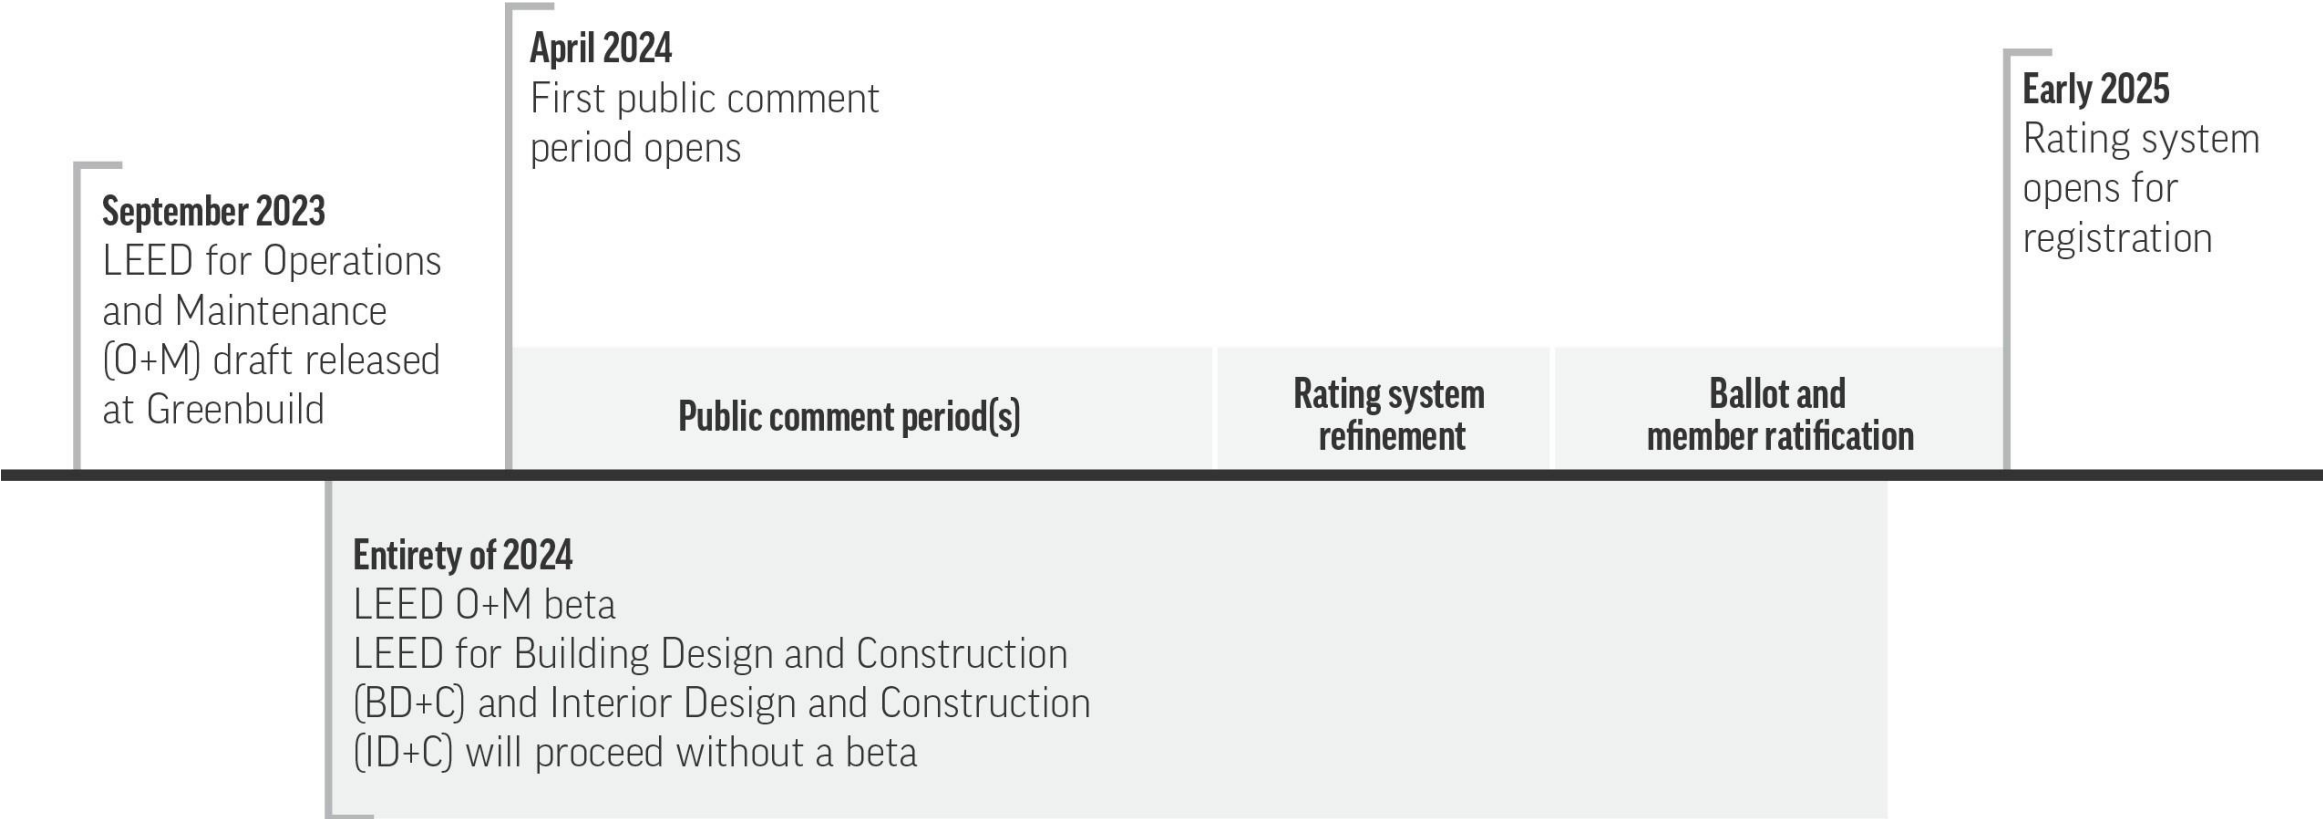 September 2023
LEED for Operations
and Maintenance
(O+M) draft released
at Greenbuild
April 2024
First public comment
period opens
Public comment period(s)
Rating system
refinement
Ballot and
member ratification
Early 2025
Rating system
opens for
registration
Entirety of 2024
LEED O+M beta
LEED for Building Design and Construction
(BD+C) and Interior Design and Construction
(ID+C) will proceed without a beta